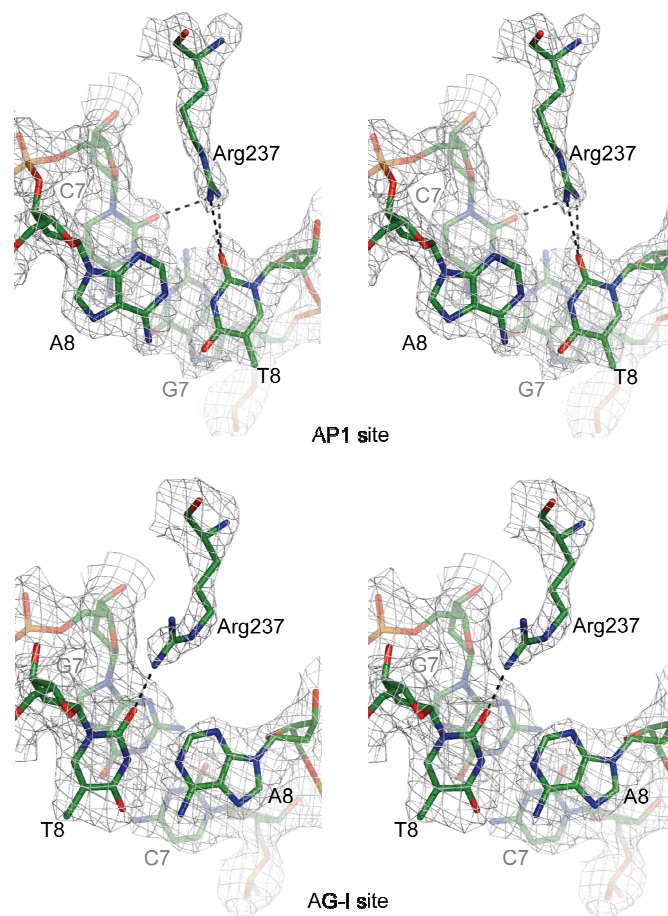 Arg237 Arg237
C7 C7
A8 A8
T8 T8
G7 G7
AP1 site
Arg237 Arg237
G7 G7
A8 A8
T8 T8
C7 C7
AG-I site